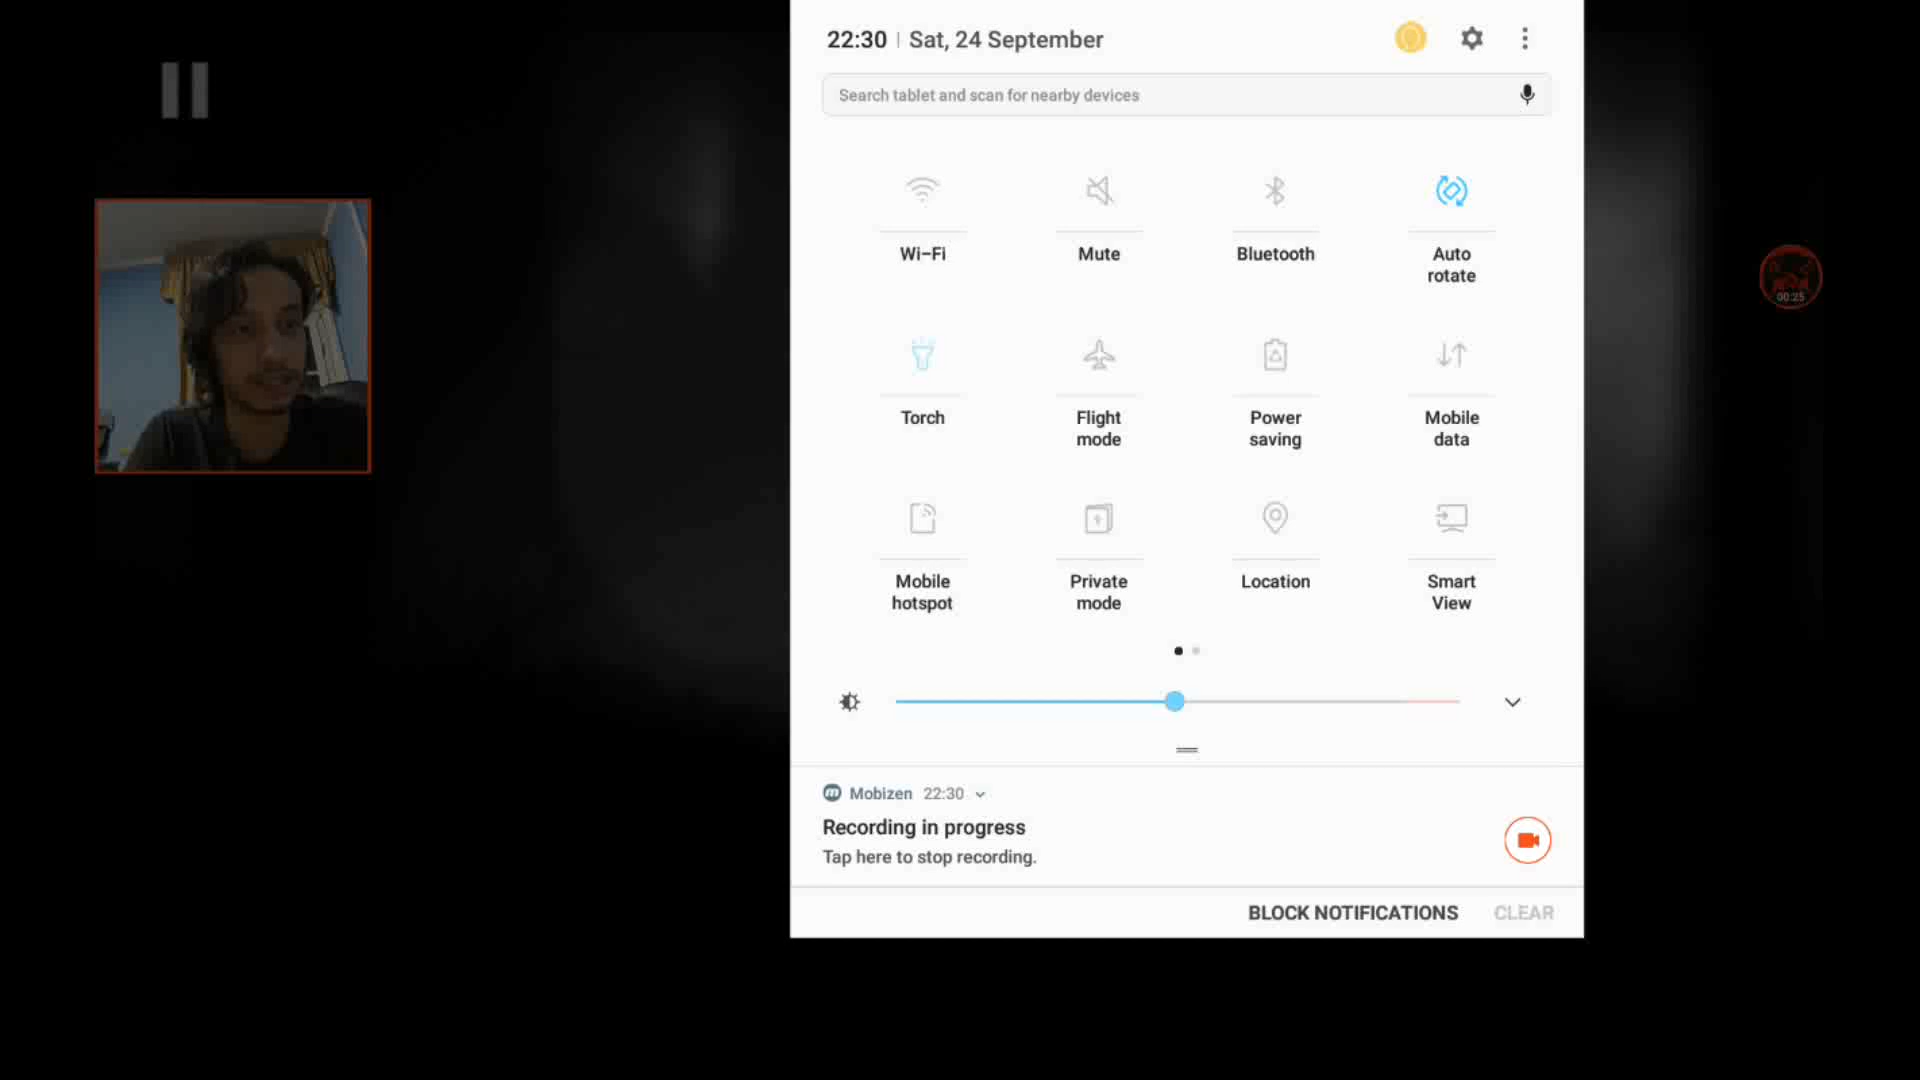 22:30 | Sat, 24 September
Search tablet and scan for nearby devices
Wi-Fi
Mute
Bluetooth
Auto
rotate
Torch
Flight
mode
Power
saving
Mobile
data
Mobile
hotspot
Private
mode
Location
Smart
View
00:25
Mobizen 22:30
Recording in progress
Tap here to stop recording.
BLOCK NOTIFICATIONS CLEAR